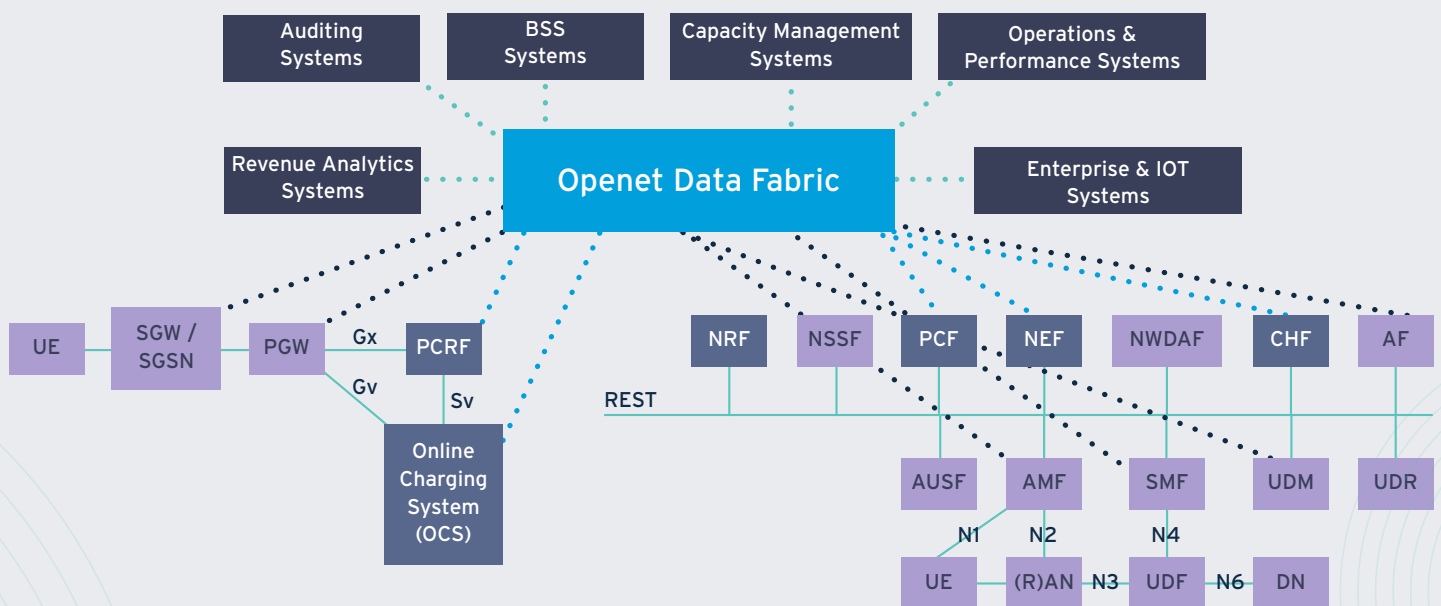 Auditing
Systems
BSS
Systems
Capacity Management
Systems
Operations &
Performance Systems
Revenue Analytics
Systems
Openet Data Fabric
Enterprise & IOT
Systems
UE
SGW /
SGSN
PGW
Gx
PCRF
Gv
Sv
Online
Charging
System
(OCS)
NRF
NSSF
PCF
NEF
NWDAF
CHF
AF
REST
AUSF
AMF
SMF
UDM
UDR
N1
N2
N4
UE
(R)AN
N3
UDF
N6
DN